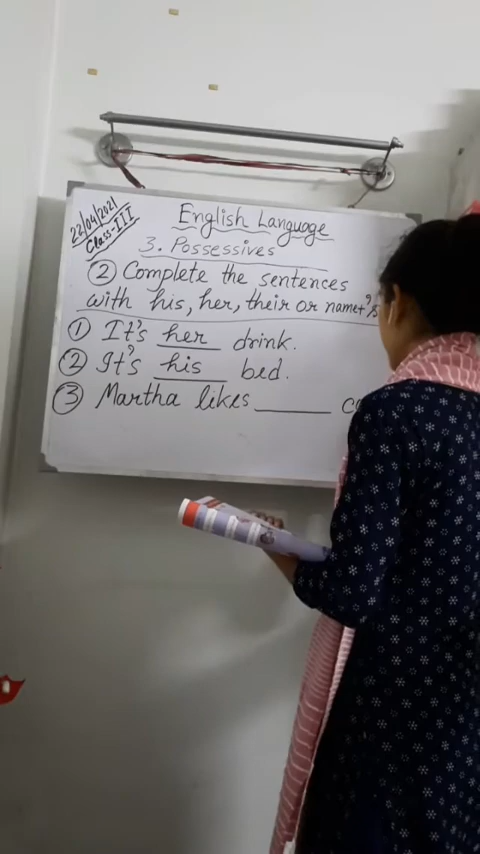 22/04/2021
Class-III
English Language
3. Possessives
② Complete the sentences
with his, her, their or name+'s
① It's her drink.
② It's his bed.
③ Martha likes ______